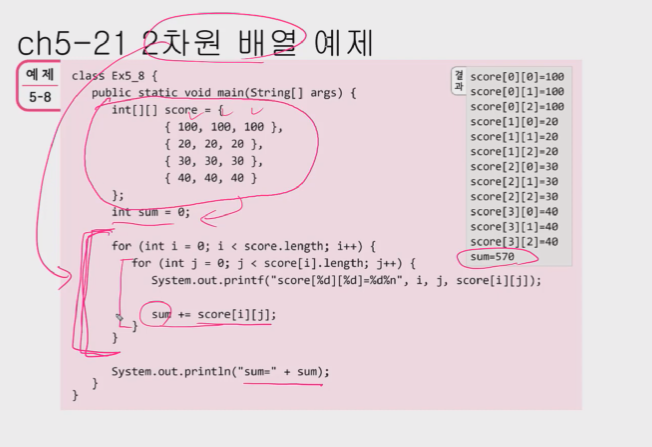 ch5-21 2차원 배열 예제
예제
5-8
class Ex5_8 {
public static void main(String[] args) {
int[][] score = {
{ 100, 100, 100 },
{ 20, 20, 20 },
{ 30, 30, 30 },
{ 40, 40, 40 }
};
int sum = 0;
for (int i = 0; i < score.length; i++) {
for (int j = 0; j < score[i].length; j++) {
System.out.printf("score[%d][%d]=%d%n", i, j, score[i][j]);
sum += score[i][j];
}
}
System.out.println("sum=" + sum);
}
}
결과
score[0][0]=100
score[0][1]=100
score[0][2]=100
score[1][0]=20
score[1][1]=20
score[1][2]=20
score[2][0]=30
score[2][1]=30
score[2][2]=30
score[3][0]=40
score[3][1]=40
score[3][2]=40
sum=570